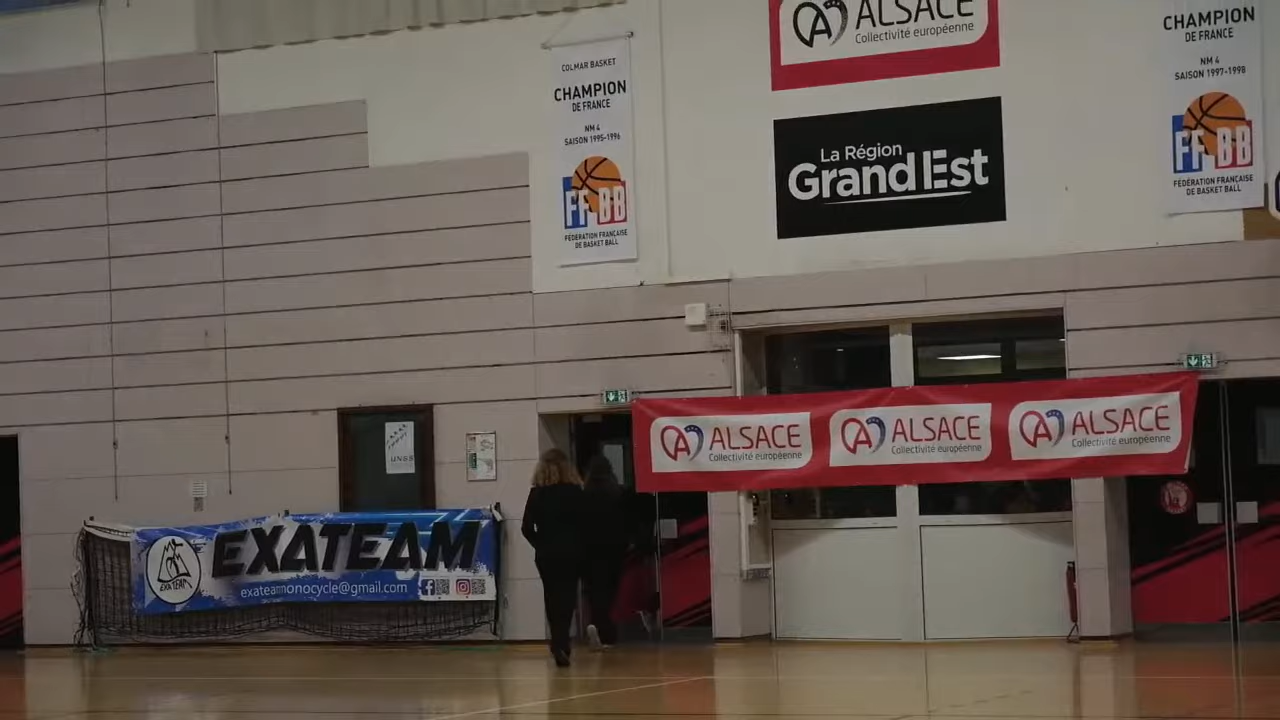 COLMAR BASKET
CHAMPION
DE FRANCE
NM 4
SAISON 1995-1996
FFBB
FÉDÉRATION FRANÇAISE
DE BASKET BALL
ALSACE
Collectivité européenne
La Région
GrandEst
CHAMPION
DE FRANCE
NM 4
SAISON 1997-1998
FFBB
FÉDÉRATION FRANÇAISE
DE BASKET BALL
ALSACE
Collectivité européenne
ALSACE
Collectivité européenne
ALSACE
Collectivité européenne
UNSS
EXATEAM
EXATEAM
exateamonocycle@gmail.com